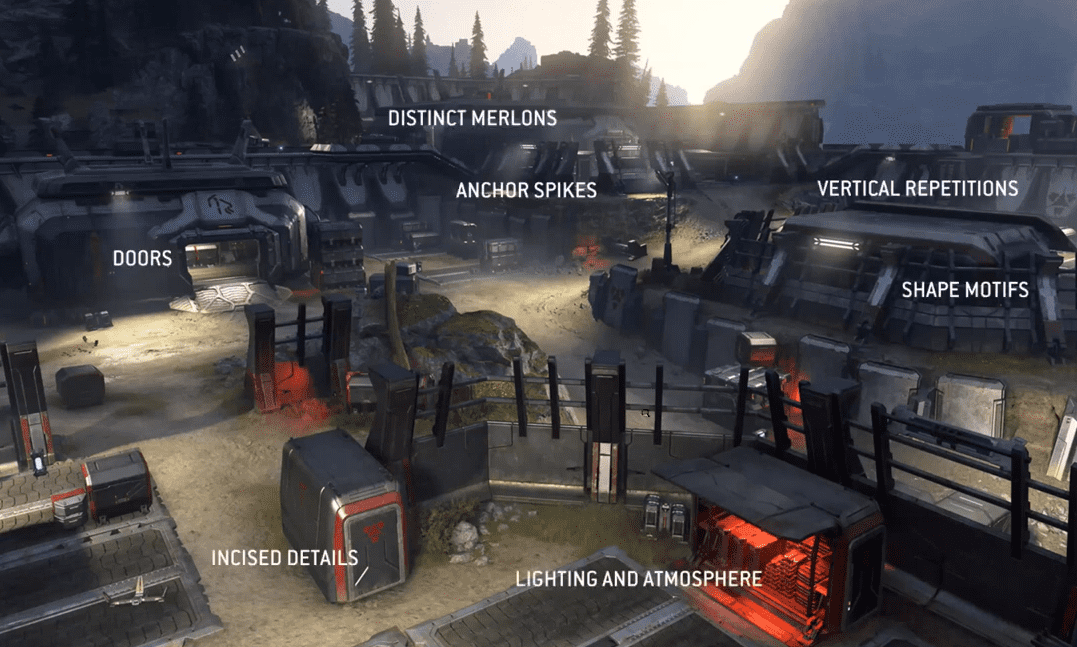 DISTINCT MERLONS
ANCHOR SPIKES
VERTICAL REPETITIONS
DOORS
SHAPE MOTIFS
INCISED DETAILS
LIGHTING AND ATMOSPHERE